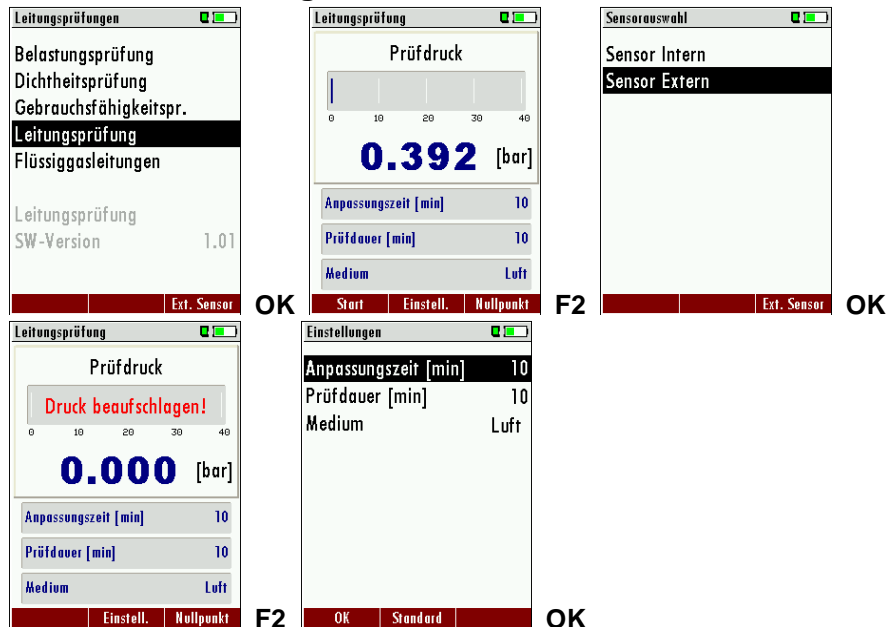 Leitungsprüfungen
Belastungsprüfung
Dichtheitsprüfung
Gebrauchsfähigkeitspr.
Leitungsprüfung
Flüssiggasleitungen
Leitungsprüfung
SW-Version 1.01
Ext. Sensor
OK
Leitungsprüfung
Prüfdruck
0 10 20 30 40
0.392 [bar]
Anpassungszeit [min] 10
Prüfdauer [min] 10
Medium Luft
Start Einstell. Nullpunkt
F2
Sensorauswahl
Sensor Intern
Sensor Extern
Ext. Sensor
OK
Leitungsprüfung
Prüfdruck
Druck beaufschlagen!
0 10 20 30 40
0.000 [bar]
Anpassungszeit [min] 10
Prüfdauer [min] 10
Medium Luft
Einstell. Nullpunkt
F2
Einstellungen
Anpassungszeit [min] 10
Prüfdauer [min] 10
Medium Luft
OK Standard
OK